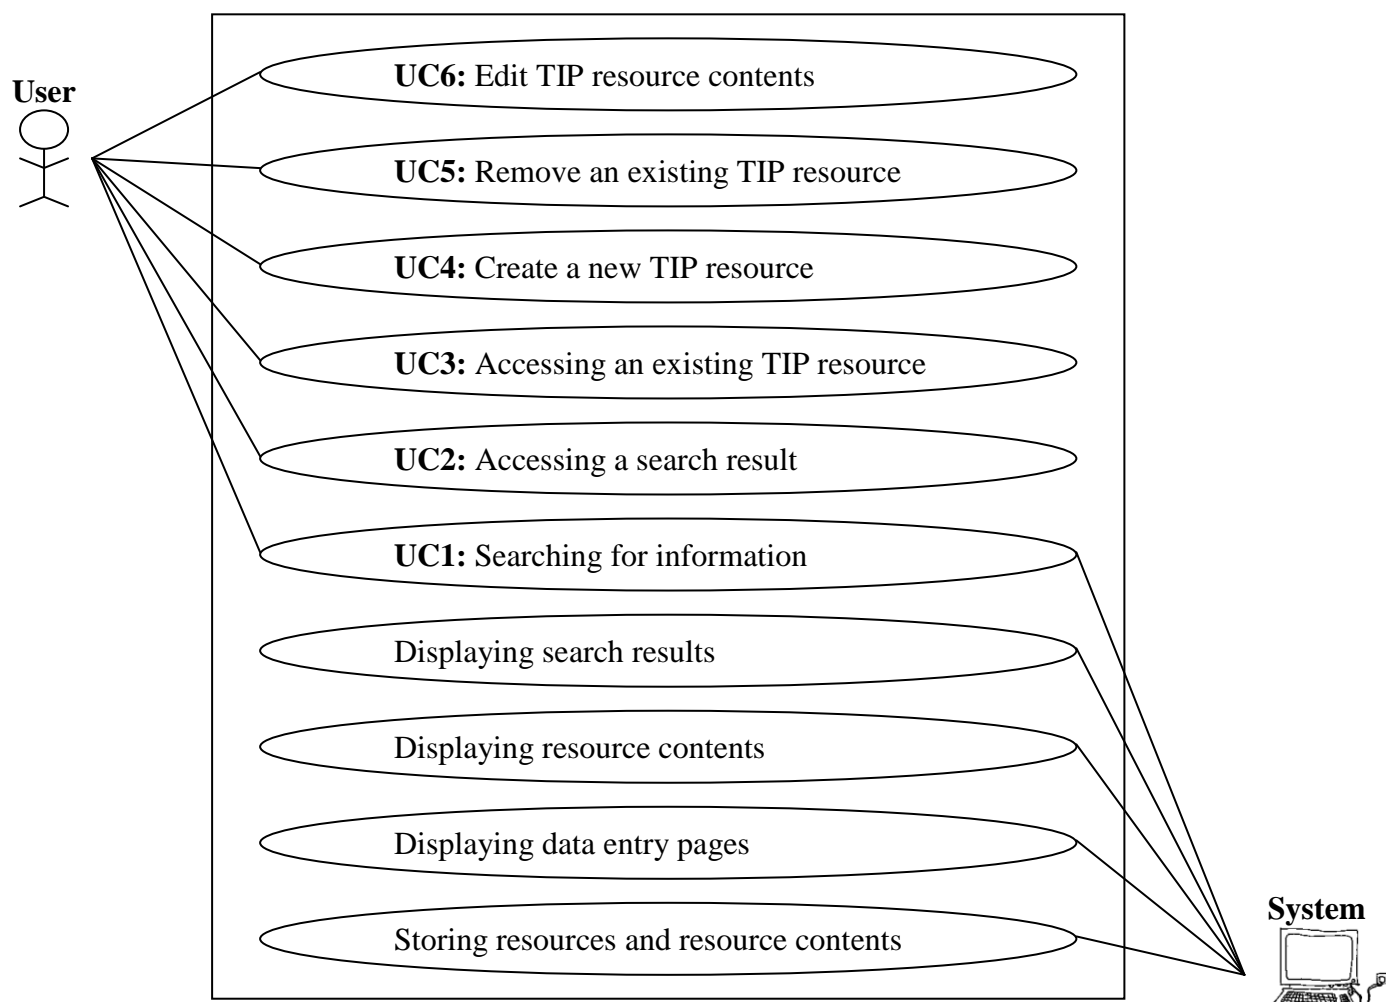 User
UC6: Edit TIP resource contents
UC5: Remove an existing TIP resource
UC4: Create a new TIP resource
UC3: Accessing an existing TIP resource
UC2: Accessing a search result
UC1: Searching for information
Displaying search results
Displaying resource contents
Displaying data entry pages
Storing resources and resource contents
System